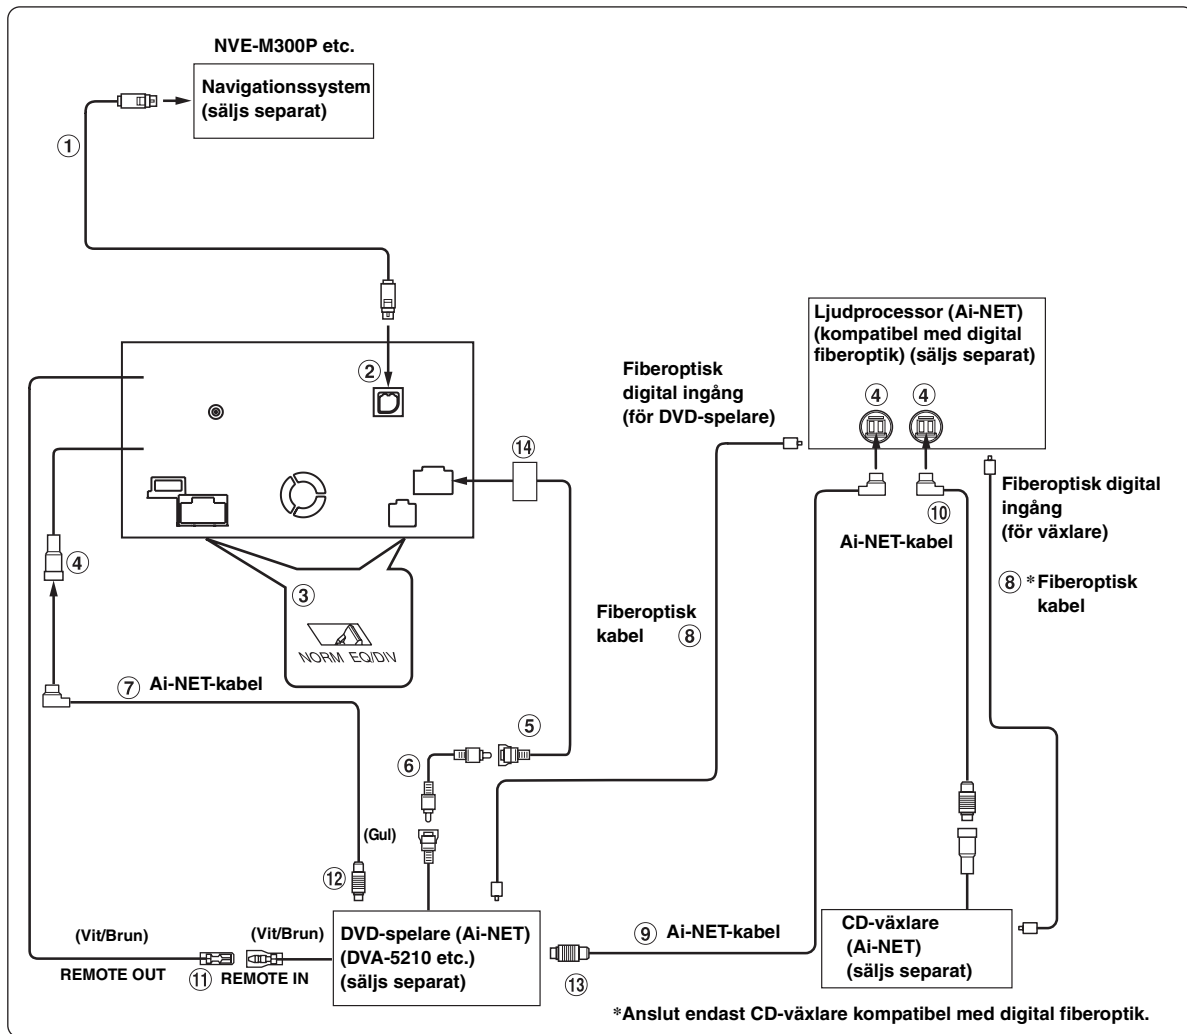 NVE-M300P etc.
Navigationssystem
(säljs separat)
①
②
Ljudprocessor (Ai-NET)
(kompatibel med digital
fiberoptik) (säljs separat)
④ ④
Fiberoptisk
digital ingång
(för DVD-spelare)
⑭
Fiberoptisk digital
ingång
(för växlare)
⑩
Ai-NET-kabel
④
③
NORM EQ/DIV
⑧ *Fiberoptisk
kabel
Fiberoptisk
kabel ⑧
⑦ Ai-NET-kabel
⑤
⑥
(Gul)
⑫
(Vit/Brun)
REMOTE OUT
⑪
(Vit/Brun)
REMOTE IN
DVD-spelare (Ai-NET)
(DVA-5210 etc.)
(säljs separat)
⑨ Ai-NET-kabel
⑬
CD-växlare
(Ai-NET)
(säljs separat)
*Anslut endast CD-växlare kompatibel med digital fiberoptik.